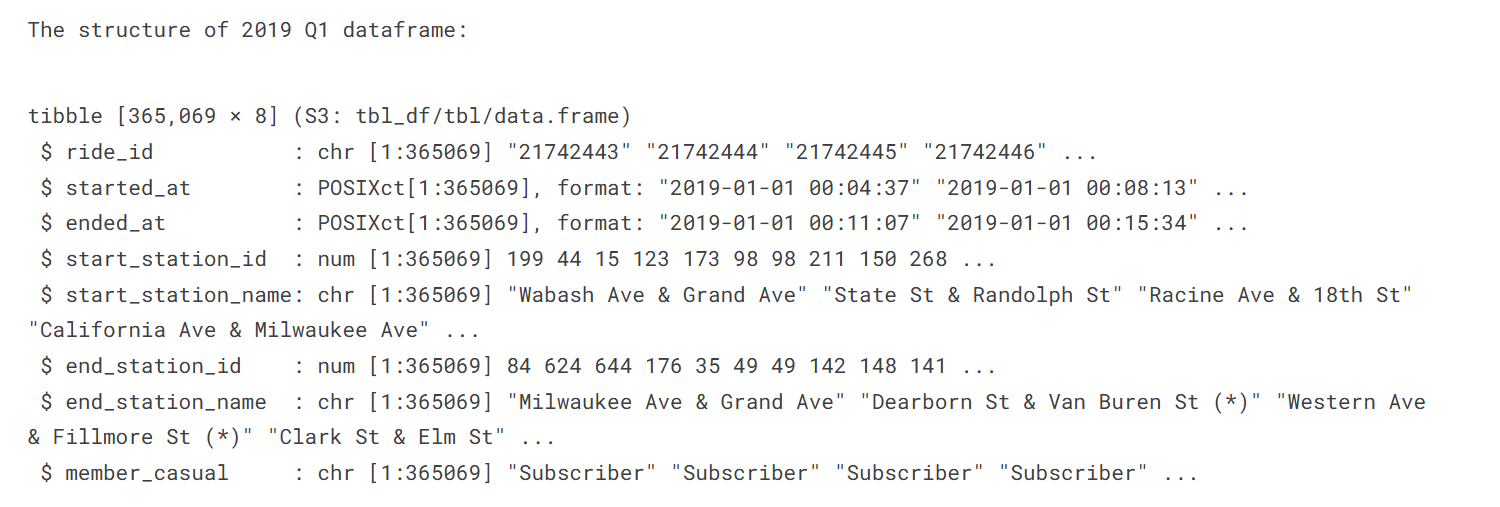 The structure of 2019 Q1 dataframe:
tibble [365,069 × 8] (S3: tbl_df/tbl/data.frame)
 $ ride_id           : chr [1:365069] "21742443" "21742444" "21742445" "21742446" ...
 $ started_at        : POSIXct[1:365069], format: "2019-01-01 00:04:37" "2019-01-01 00:08:13" ...
 $ ended_at          : POSIXct[1:365069], format: "2019-01-01 00:11:07" "2019-01-01 00:15:34" ...
 $ start_station_id  : num [1:365069] 199 44 15 123 173 98 98 211 150 268 ...
 $ start_station_name: chr [1:365069] "Wabash Ave & Grand Ave" "State St & Randolph St" "Racine Ave & 18th St"
"California Ave & Milwaukee Ave" ...
 $ end_station_id    : num [1:365069] 84 624 644 176 35 49 49 142 148 141 ...
 $ end_station_name  : chr [1:365069] "Milwaukee Ave & Grand Ave" "Dearborn St & Van Buren St (*)" "Western Ave
& Fillmore St (*)" "Clark St & Elm St" ...
 $ member_casual     : chr [1:365069] "Subscriber" "Subscriber" "Subscriber" "Subscriber" ...